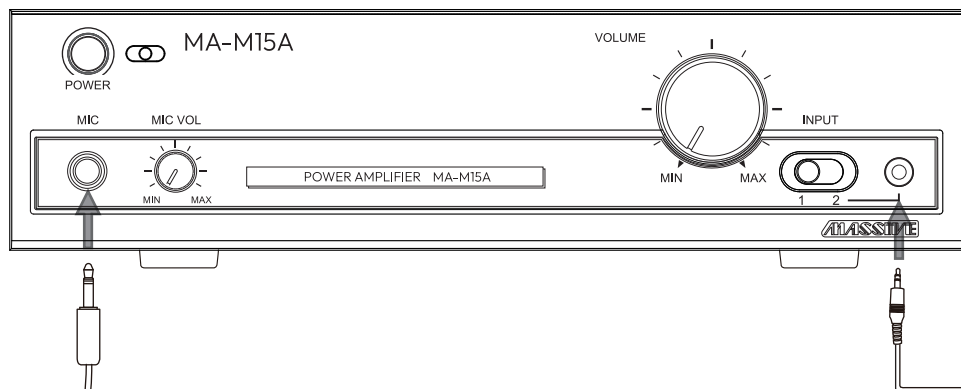 MA-M15A
POWER
VOLUME
MIC
MIC VOL
INPUT
MIN
MAX
POWER AMPLIFIER MA-M15A
MIN
MAX
1
2
MASSIVE